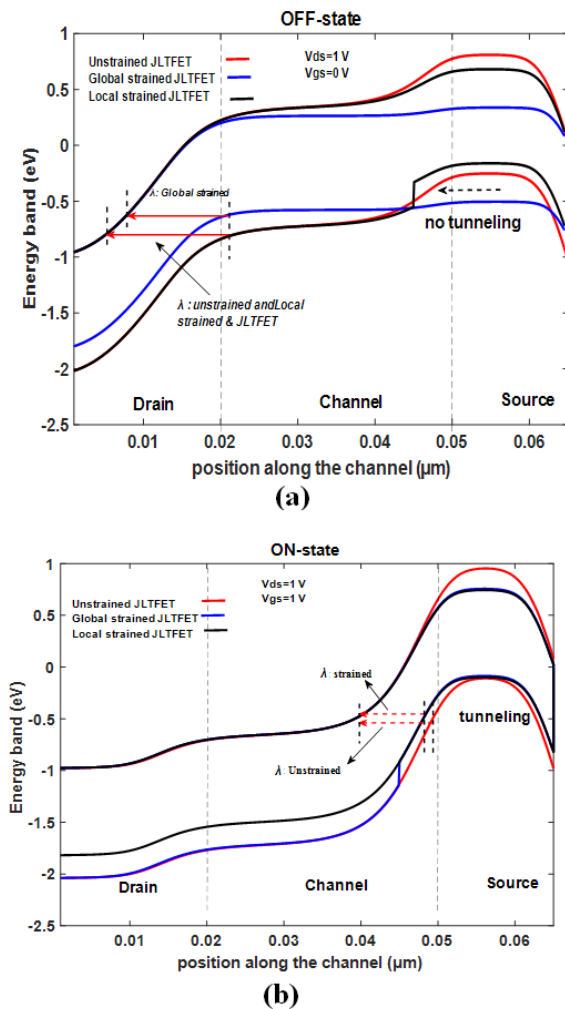 OFF-state
Unstrained JLTFET
Global strained JLTFET
Local strained JLTFET
Vds=1 V
Vgs=0 V
1
0.5
0
-0.5
-1
-1.5
-2
-2.5
Energy band (eV)
λ: Global strained
no tunneling
λ : unstrained andLocal
strained & JLTFET
Drain
Channel
Source
0.01
0.02
0.03
0.04
0.05
0.06
position along the channel (μm)
(a)
ON-state
Unstrained JLTFET
Global strained JLTFET
Local strained JLTFET
Vds=1 V
Vgs=1 V
1
0.5
0
-0.5
-1
-1.5
-2
-2.5
Energy band (eV)
λ: strained
tunneling
λ: Unstrained
Drain
Channel
Source
0.01
0.02
0.03
0.04
0.05
0.06
position along the channel (μm)
(b)